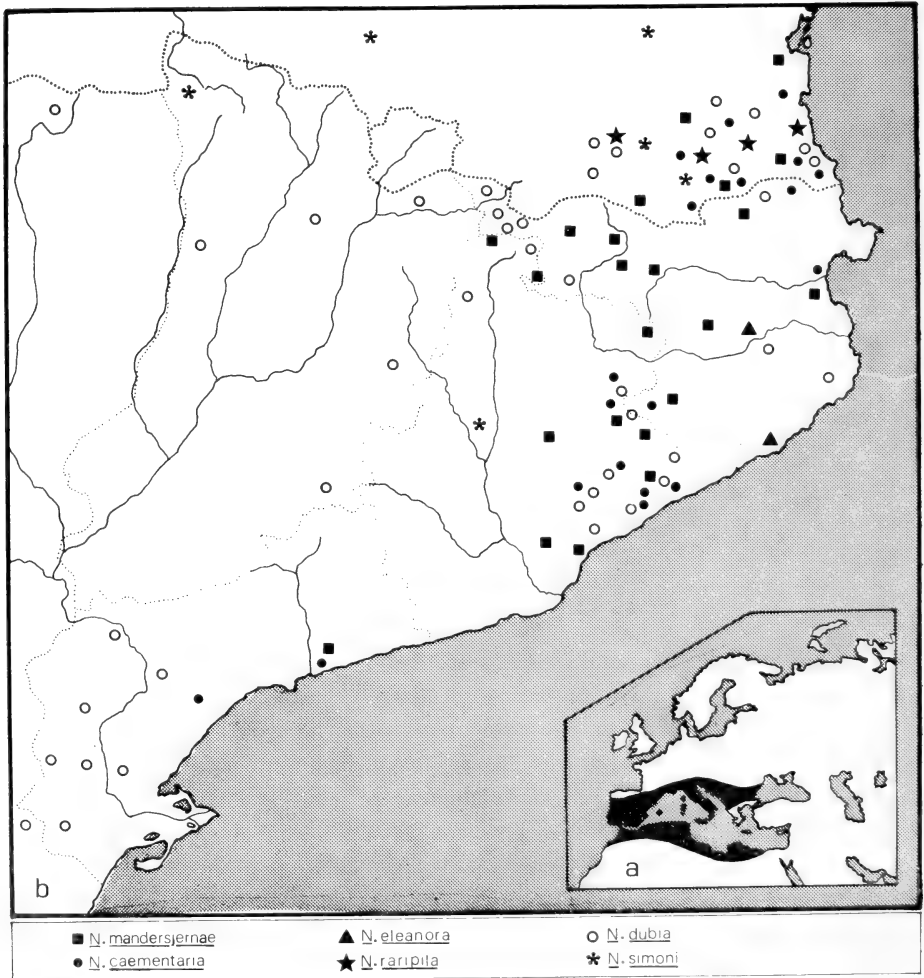 b
a
N. mandersjernae
N. eleanora
N. dubia
N. caementaria
N. raripila
N. simoni